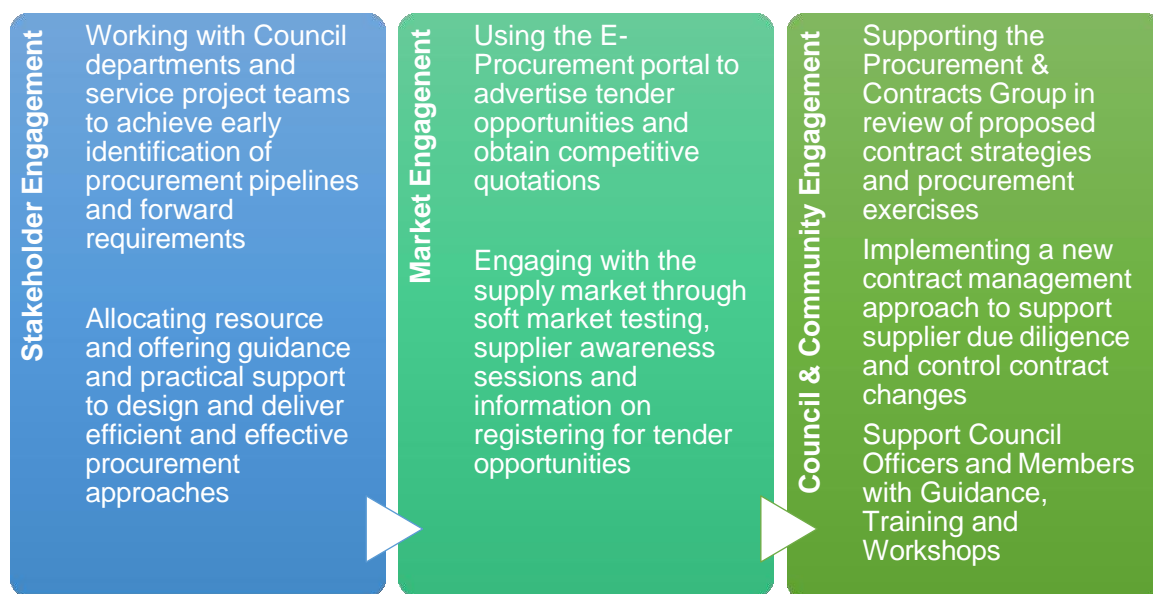 Stakeholder Engagement
Working with Council
departments and
service project teams
to achieve early
identification of
procurement pipelines
and forward
requirements
Allocating resource
and offering guidance
and practical support
to design and deliver
efficient and effective
procurement
approaches
Market Engagenent
Using the E-
Procurement portal to
advertise tender
opportunities and
obtain competitive
quotations
Engaging with the
supply market through
soft market testing,
supplier awareness
sessions and
information on
registering for tender
opportunities
Council & Community Engagement
Supporting the
Procurement &
Contracts Group in
review of proposed
contract strategies
and procurement
exercises
Implementing a new
contract management
approach to support
supplier due diligence
and control contract
changes
Support Council
Officers and Members
with Guidance,
Training and
Workshops